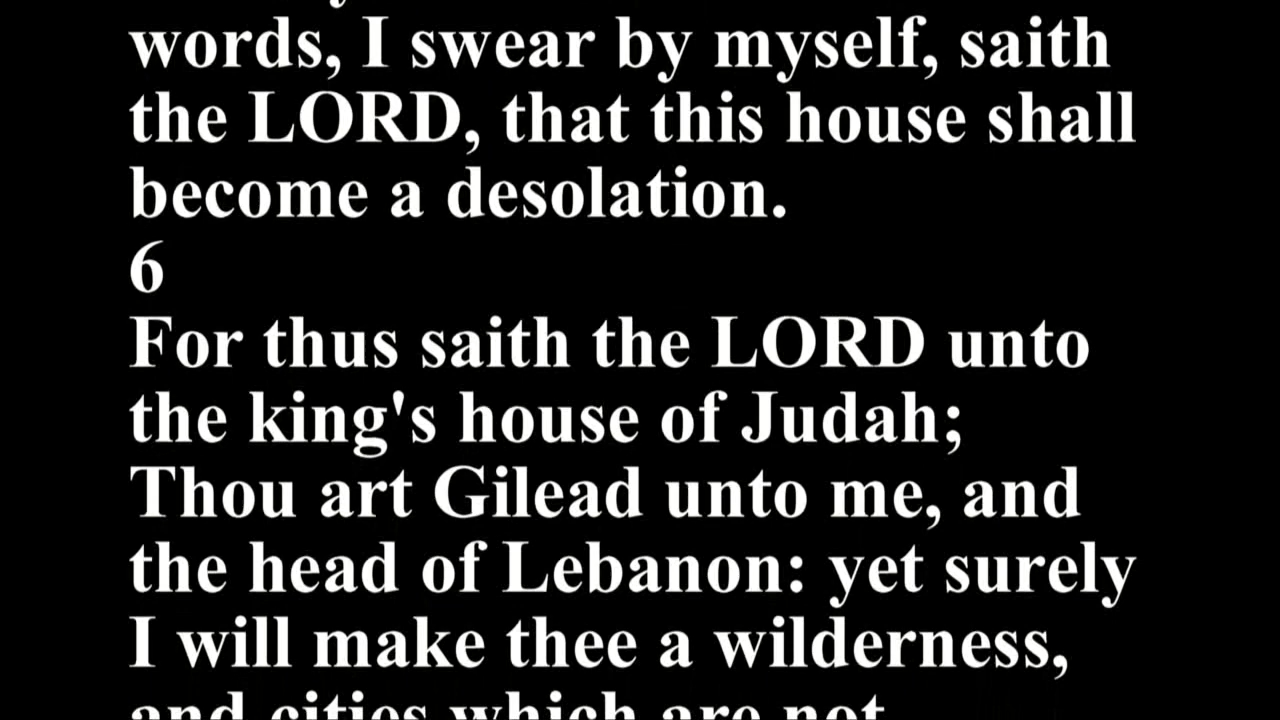 words, I swear by myself, saith
the LORD, that this house shall
become a desolation.
6
For thus saith the LORD unto
the king's house of Judah;
Thou art Gilead unto me, and
the head of Lebanon: yet surely
I will make thee a wilderness,
and cities which are not